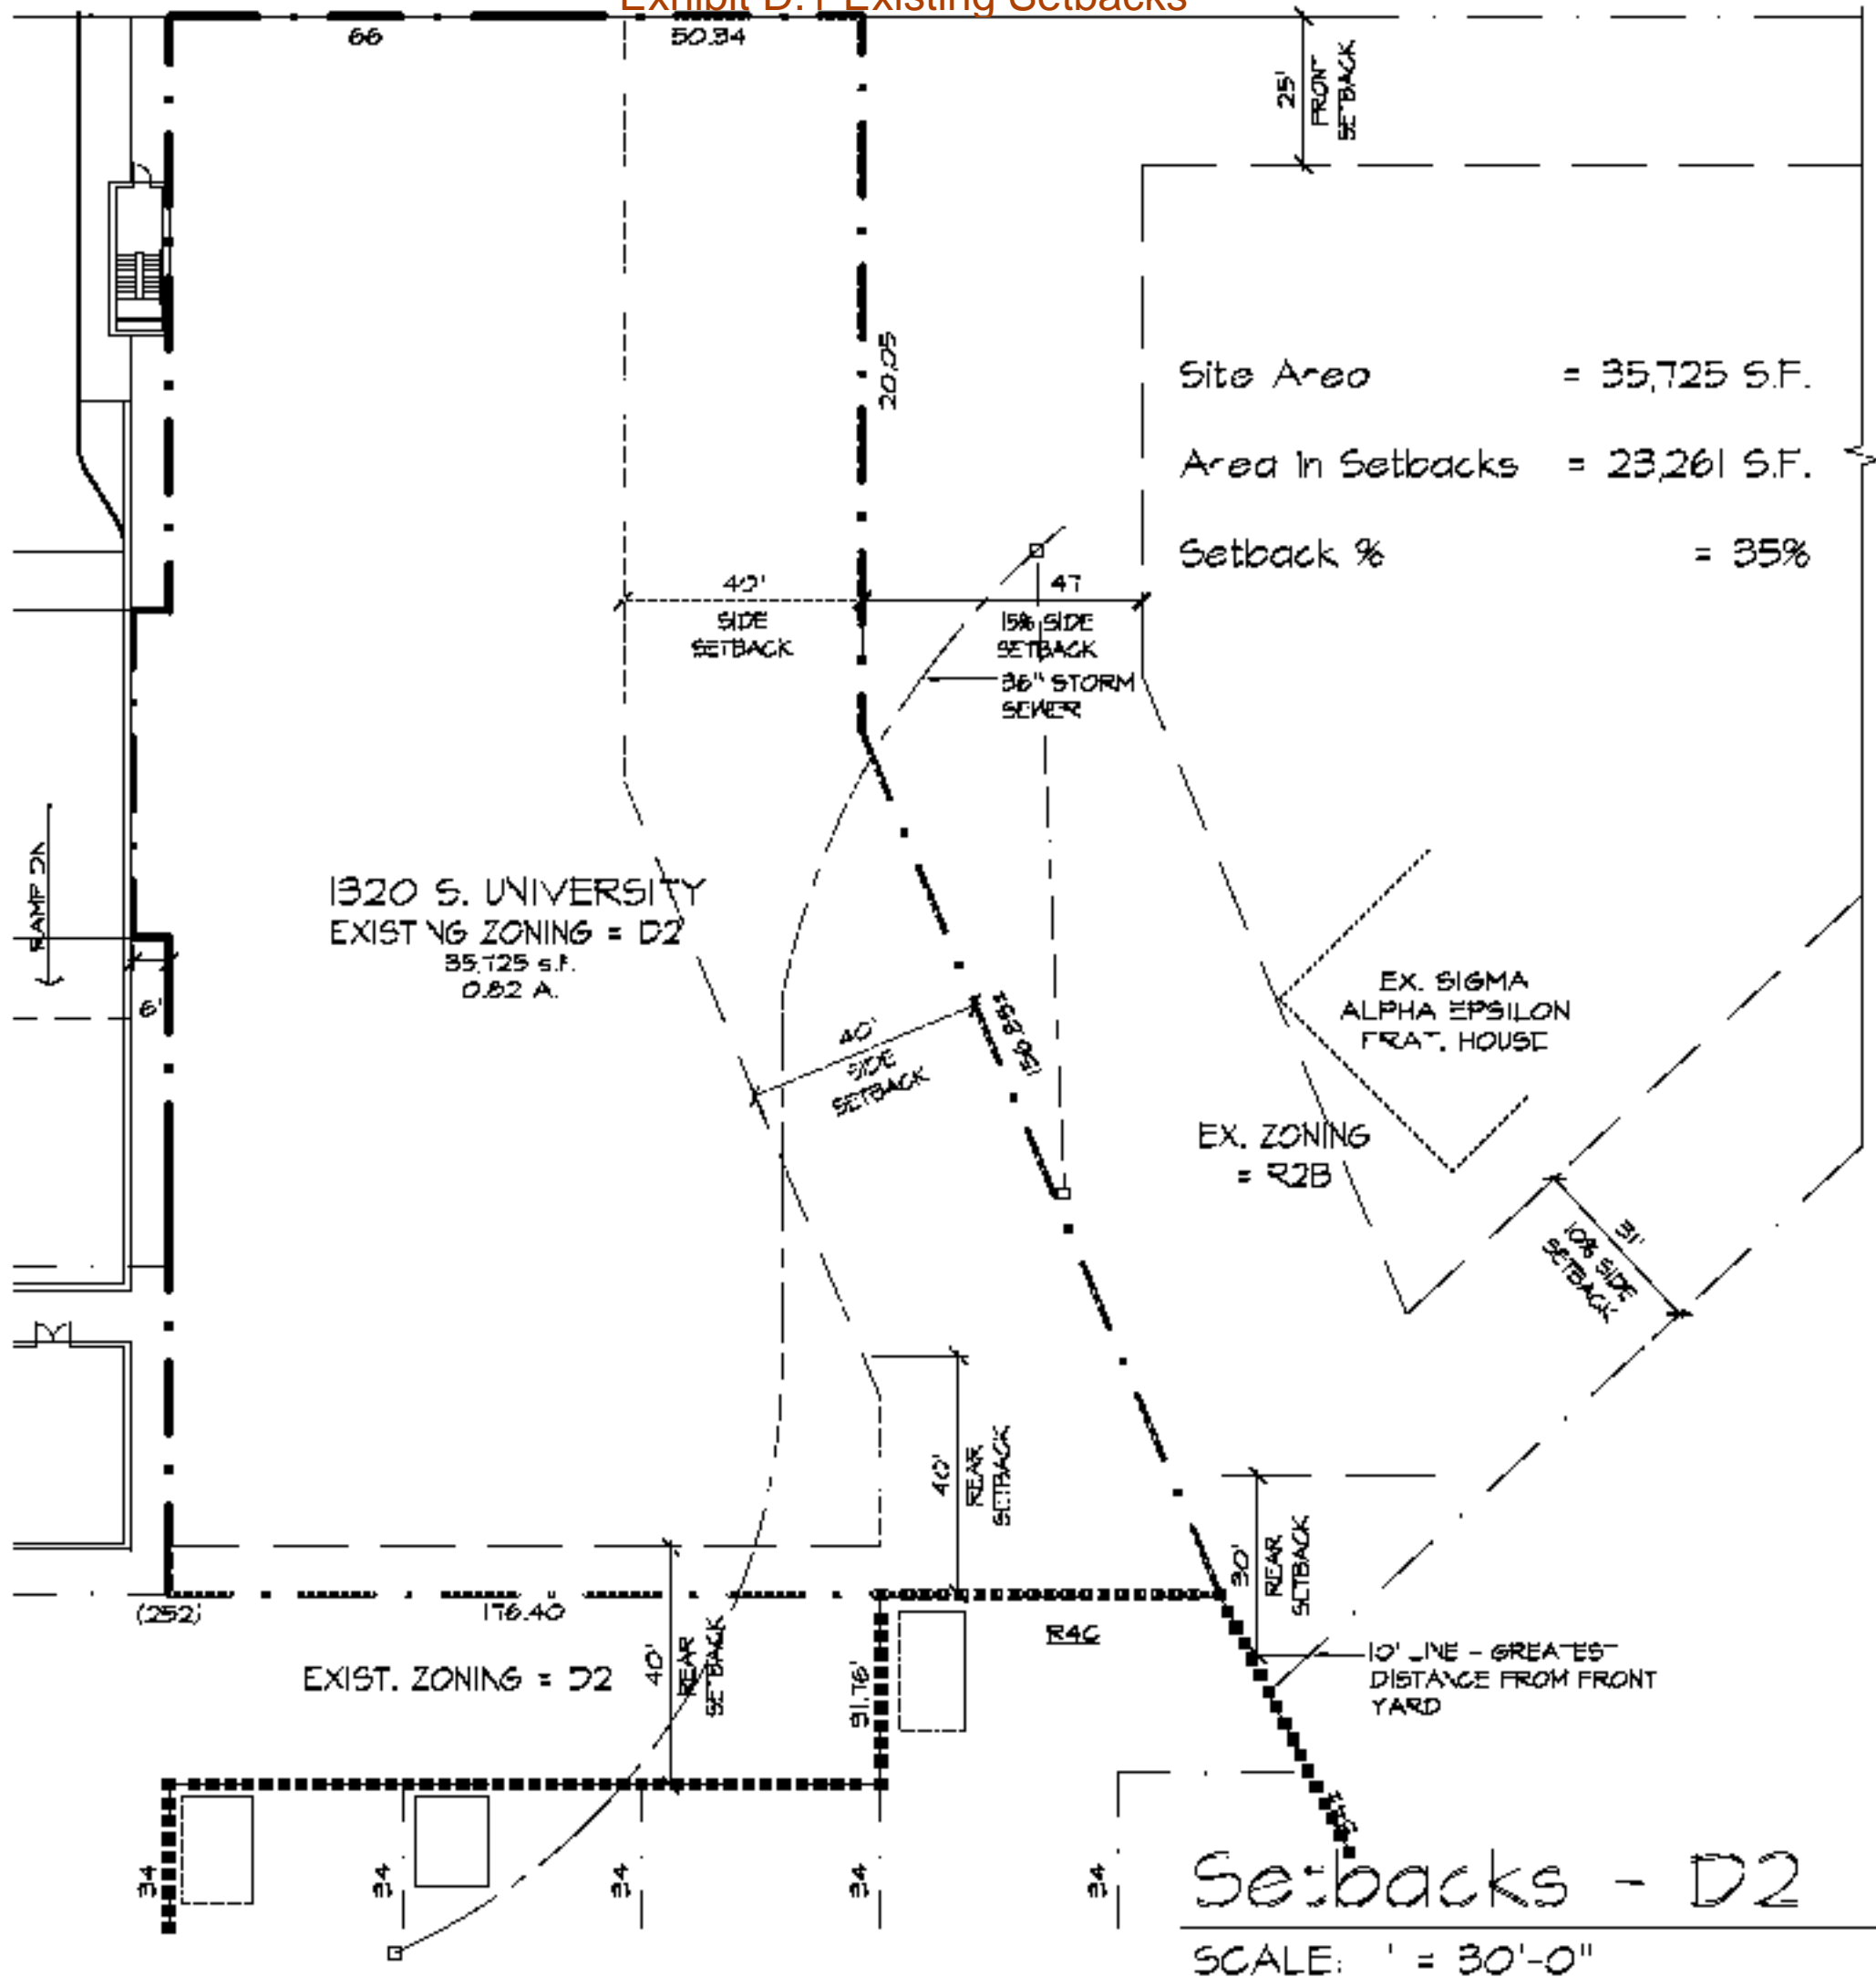 Exhibit D.1 Existing Setbacks
66
50.34
25'
FRONT
SETBACK
20.05
Site Area = 35,725 S.F.
Area in Setbacks = 23,261 S.F.
Setback % = 35%
40'
SIDE
SETBACK
47
15% SIDE
SETBACK
36" STORM
SEWER
RAMP DN
1320 S. UNIVERSITY
EXISTING ZONING = D2
35,725 s.f.
0.82 A.
6'
40'
SIDE
SETBACK
EX. SIGMA
ALPHA EPSILON
FRAT. HOUSE
EX. ZONING
= R2B
31'
10% SIDE
SETBACK
40'
REAR
SETBACK
30'
REAR
SETBACK
(252)
176.40
R4C
EXIST. ZONING = D2
40'
REAR
SETBACK
31.76'
10' LINE - GREATEST
DISTANCE FROM FRONT
YARD
34
34
34
34
34
Setbacks - D2
SCALE: ' = 30'-0"